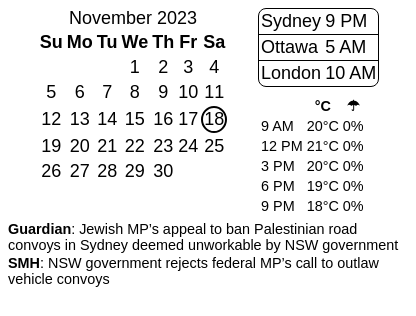 November 2023
Su Mo Tu We Th Fr Sa
1 2 3 4
5 6 7 8 9 10 11
12 13 14 15 16 17 18
19 20 21 22 23 24 25
26 27 28 29 30
Sydney 9 PM
Ottawa 5 AM
London 10 AM
°C ☂
9 AM 20°C 0%
12 PM 21°C 0%
3 PM 20°C 0%
6 PM 19°C 0%
9 PM 18°C 0%
Guardian: Jewish MP’s appeal to ban Palestinian road
convoys in Sydney deemed unworkable by NSW government
SMH: NSW government rejects federal MP’s call to outlaw
vehicle convoys